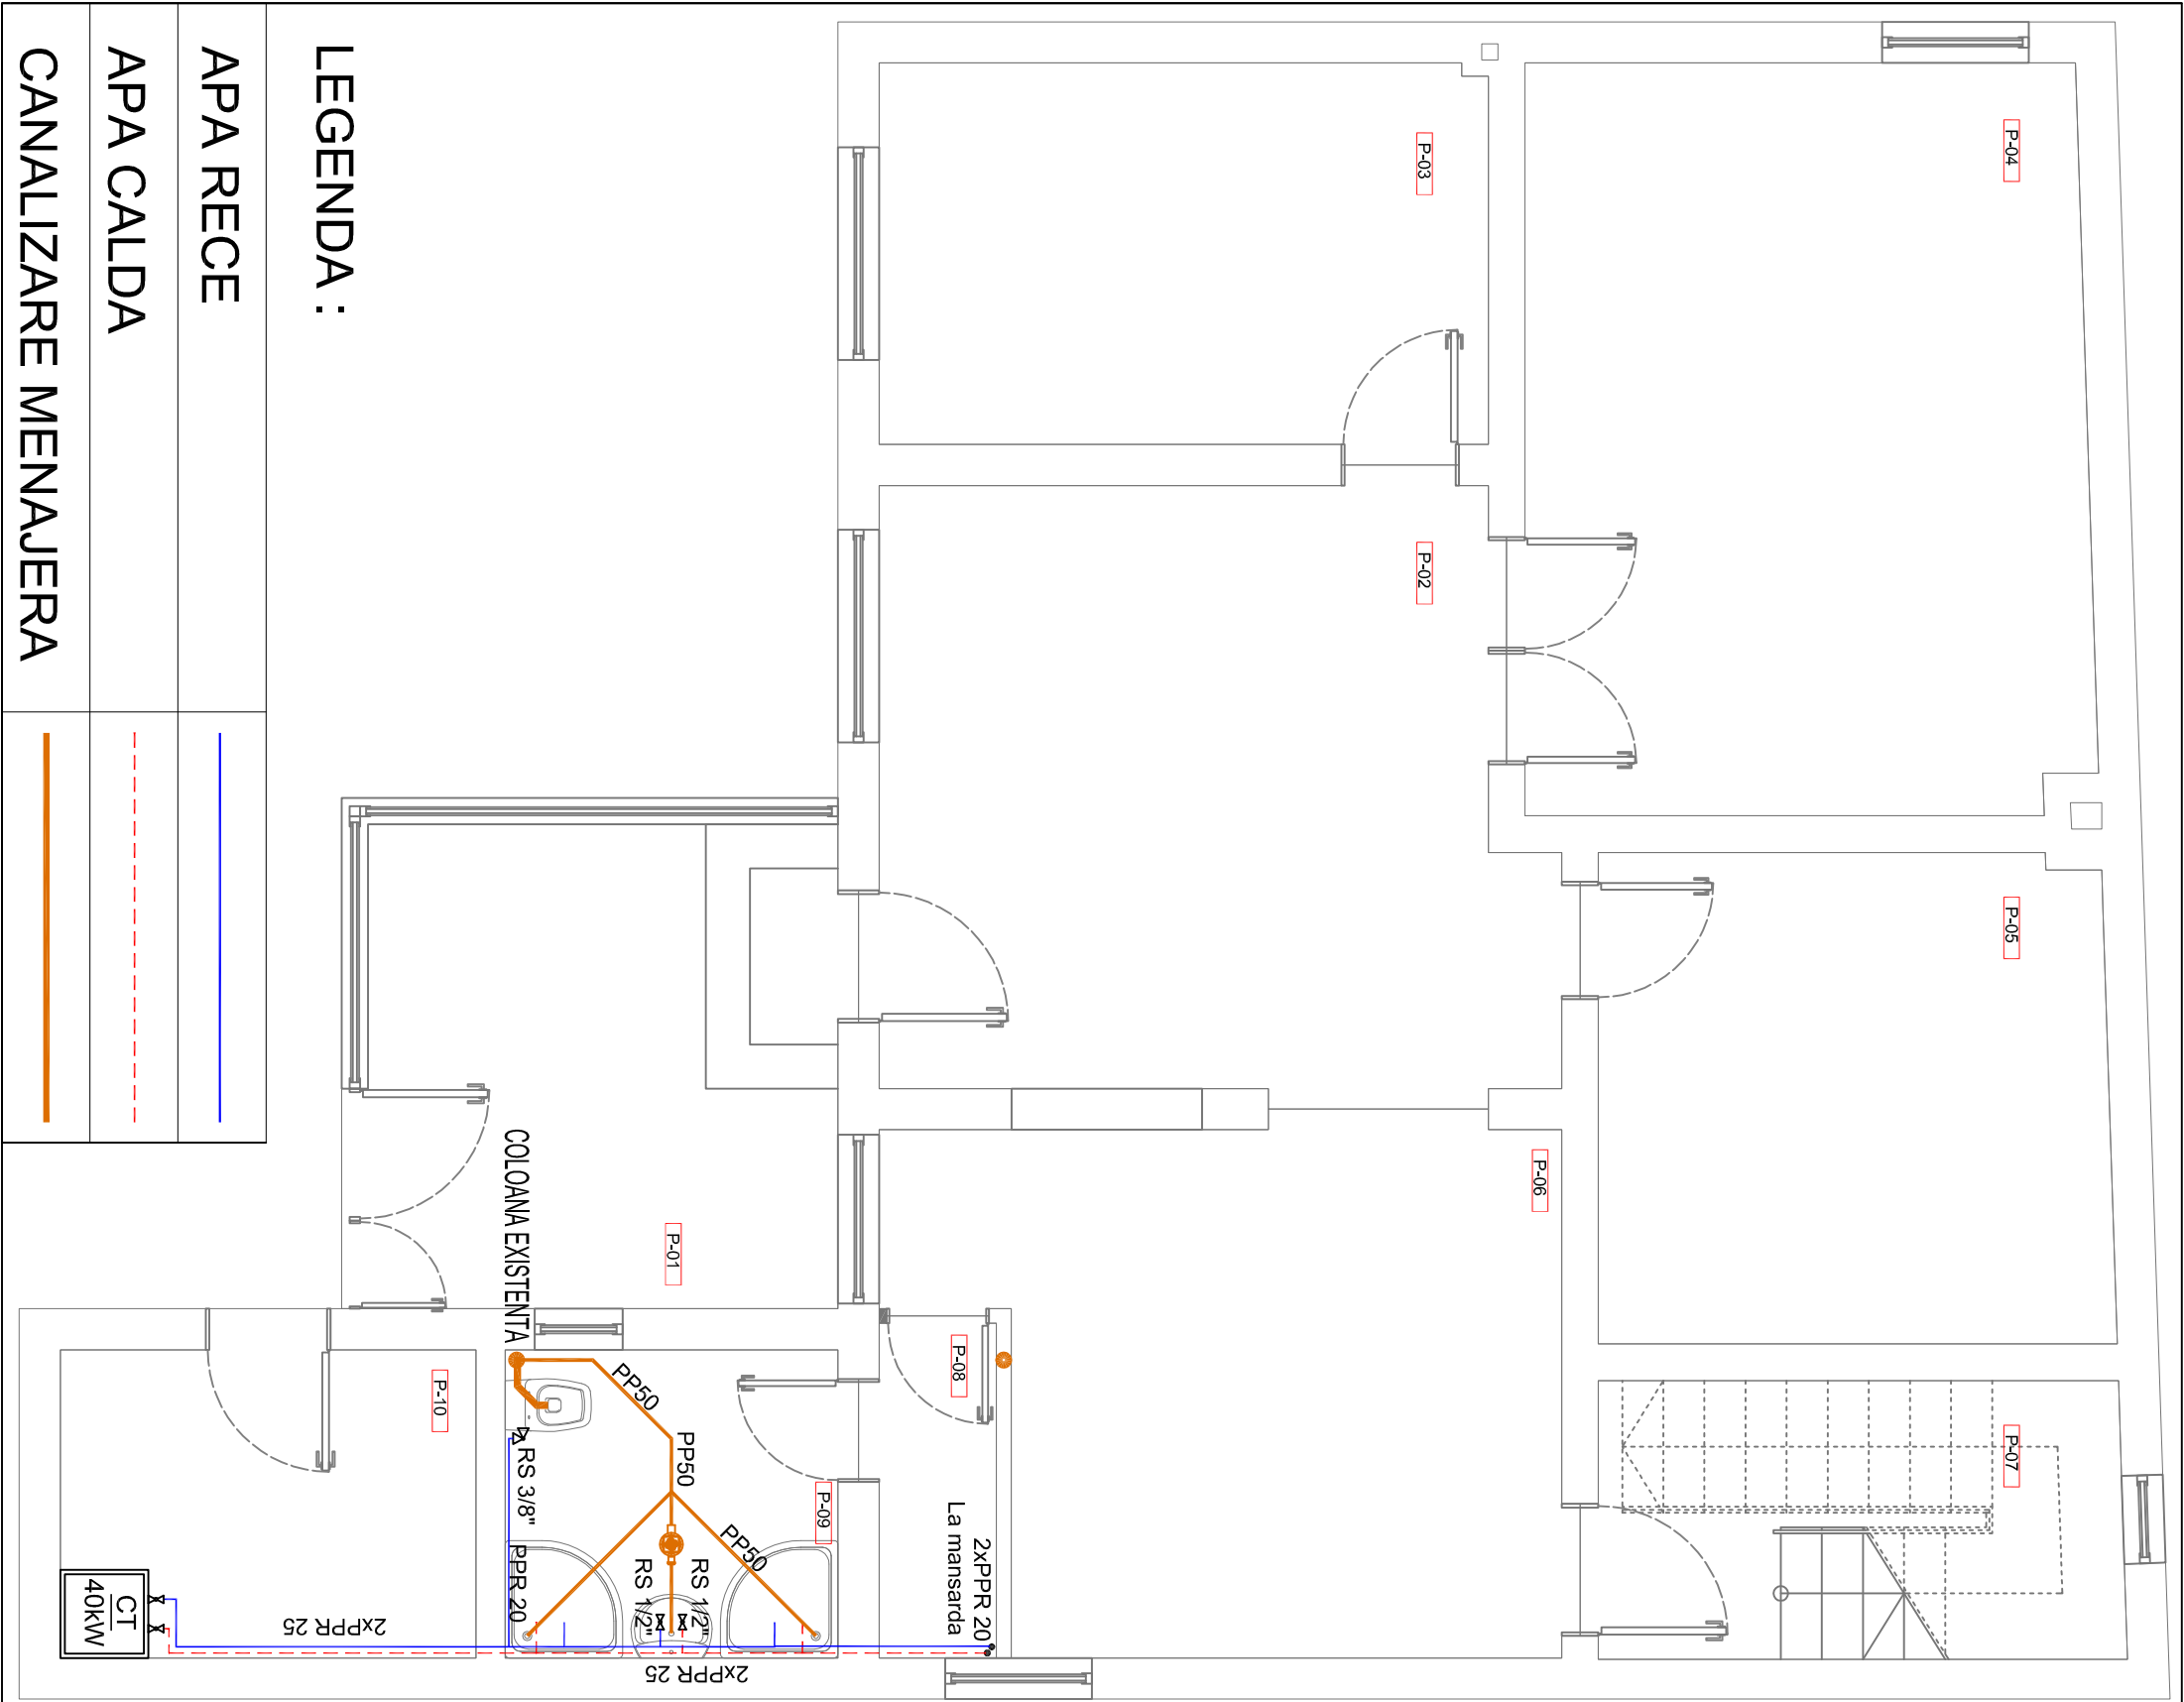 LEGENDA :
APA RECE
APA CALDA
CANALIZARE MENAJERA
P-04
P-03
P-02
P-05
P-06
P-01
P-07
P-08
P-09
P-10
COLOANA EXISTENTA
PP50
PP50
PP50
RS 3/8"
PPR 20
RS 1/2"
RS 1/2"
2xPPR 20
La mansarda
2xPPR 25
2xPPR 25
CT
40kW